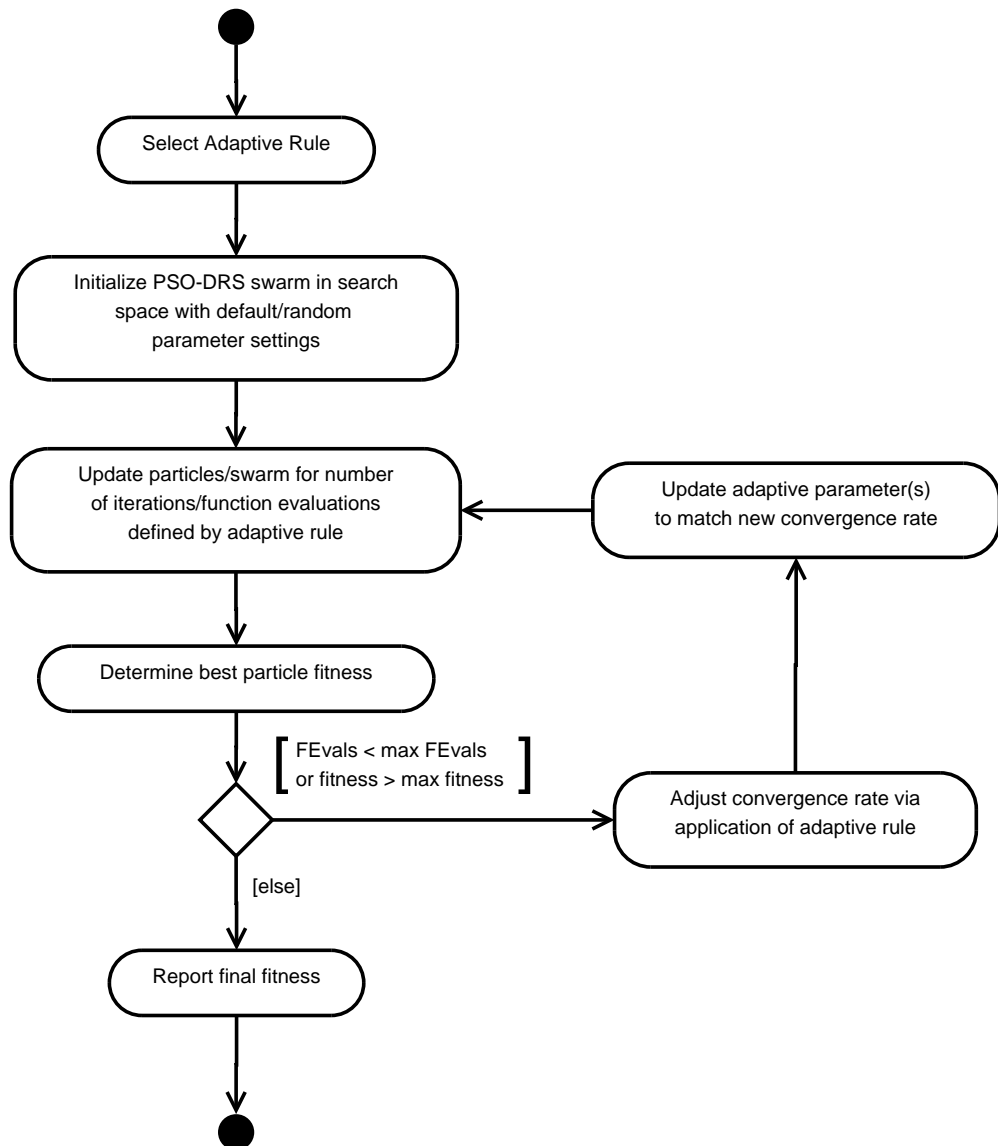 Select Adaptive Rule
Initialize PSO-DRS swarm in search
space with default/random
parameter settings
Update particles/swarm for number
of iterations/function evaluations
defined by adaptive rule
Update adaptive parameter(s)
to match new convergence rate
Determine best particle fitness
[ FEvals < max FEvals
or fitness > max fitness ]
Adjust convergence rate via
application of adaptive rule
[else]
Report final fitness